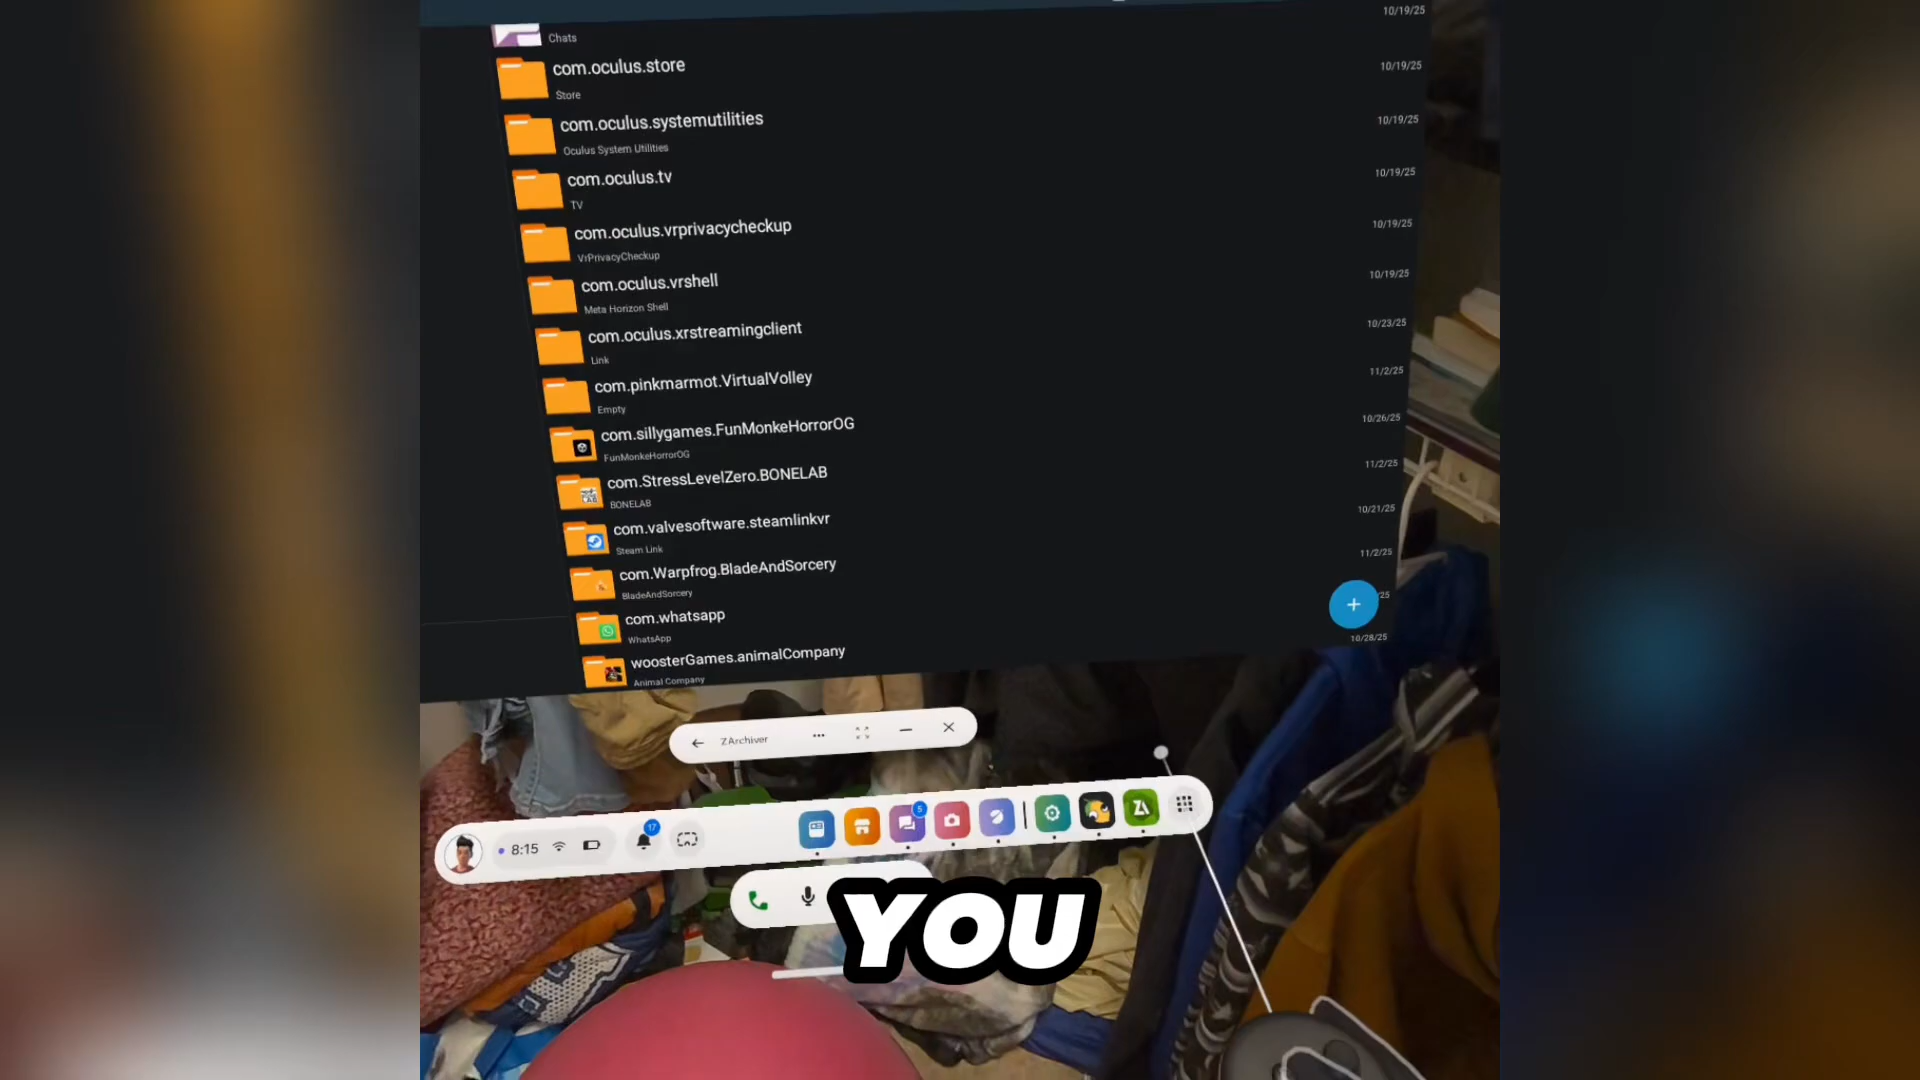 10/19/25
Chats
com.oculus.store
Store
10/19/25
com.oculus.systemutilities
Oculus System Utilities
10/19/25
com.oculus.tv
TV
10/19/25
com.oculus.vrprivacycheckup
VrPrivacyCheckup
10/19/25
com.oculus.vrshell
Meta Horizon Shell
10/19/25
com.oculus.xrstreamingclient
Link
10/23/25
com.pinkmarmot.VirtualVolley
Empty
11/2/25
com.sillygames.FunMonkeHorrorOG
FunMonkeHorrorOG
10/26/25
com.StressLevelZero.BONELAB
BONELAB
11/2/25
com.valvesoftware.steamlinkvr
Steam Link
10/21/25
com.Warpfrog.BladeAndSorcery
BladeAndSorcery
11/2/25
com.whatsapp
WhatsApp
/25
woosterGames.animalCompany
Animal Company
10/28/25
ZArchiver
8:15
17
5
ZA
YOU